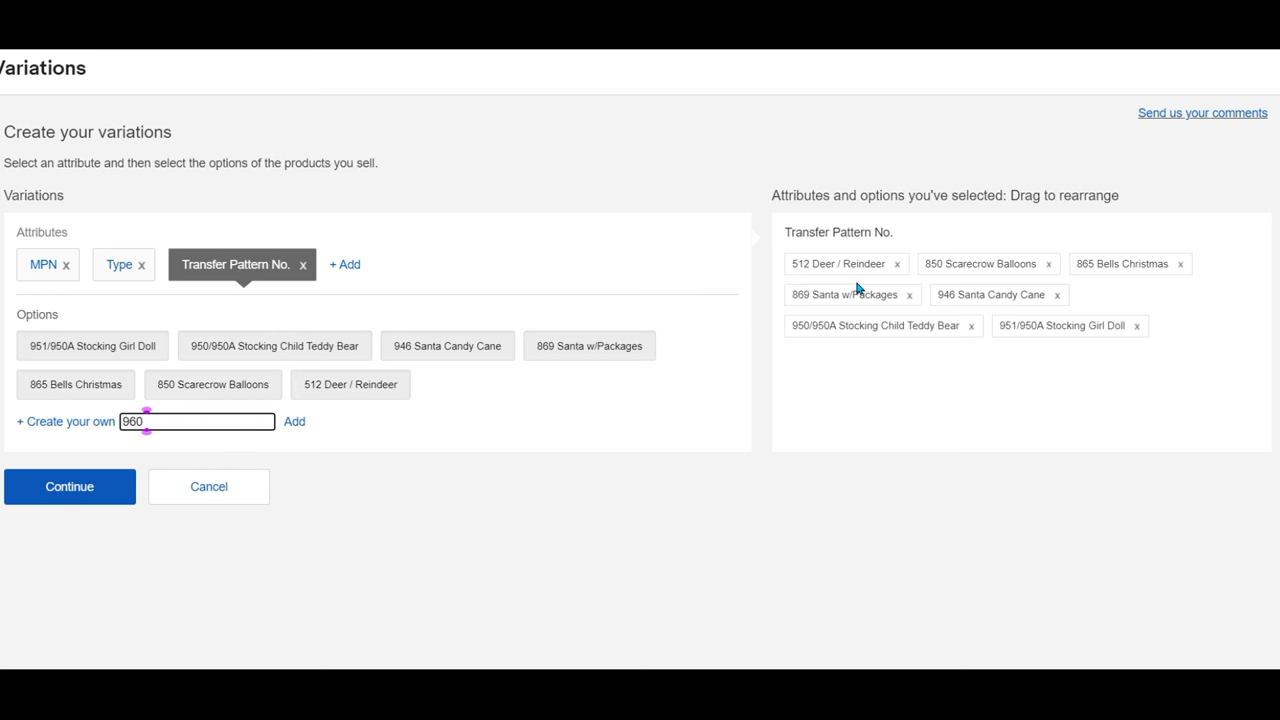 Variations
Send us your comments
Create your variations
Select an attribute and then select the options of the products you sell.
Variations
Attributes and options you've selected: Drag to rearrange
Attributes
MPN x
Type x
Transfer Pattern No. x
+ Add
Options
951/950A Stocking Girl Doll
950/950A Stocking Child Teddy Bear
946 Santa Candy Cane
869 Santa w/Packages
865 Bells Christmas
850 Scarecrow Balloons
512 Deer / Reindeer
+ Create your own
960
Add
Continue
Cancel
Transfer Pattern No.
512 Deer / Reindeer x
850 Scarecrow Balloons x
865 Bells Christmas x
869 Santa w/Packages x
946 Santa Candy Cane x
950/950A Stocking Child Teddy Bear x
951/950A Stocking Girl Doll x